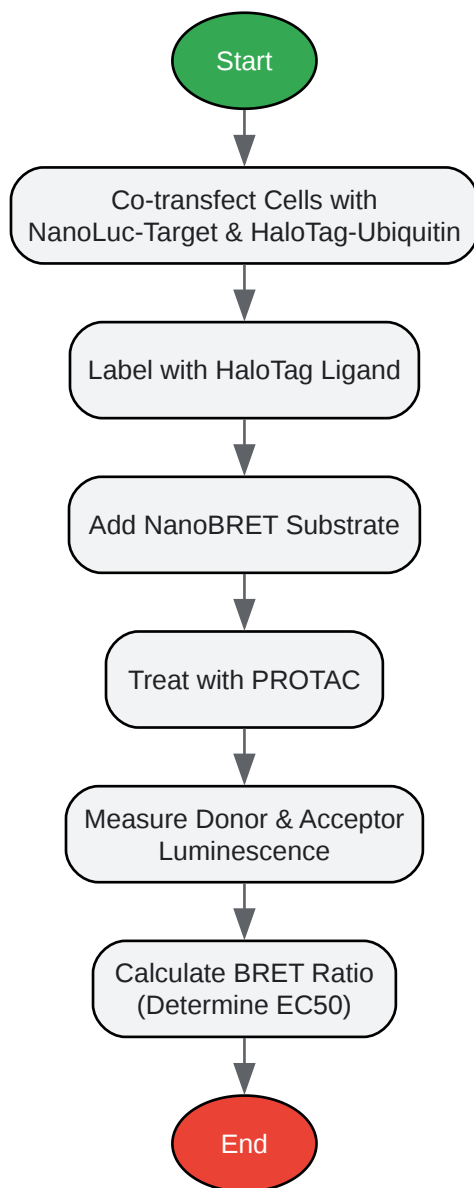 Start
Co-transfect Cells with
NanoLuc-Target & HaloTag-Ubiquitin
Label with HaloTag Ligand
Add NanoBRET Substrate
Treat with PROTAC
Measure Donor & Acceptor
Luminescence
Calculate BRET Ratio
(Determine EC50)
End